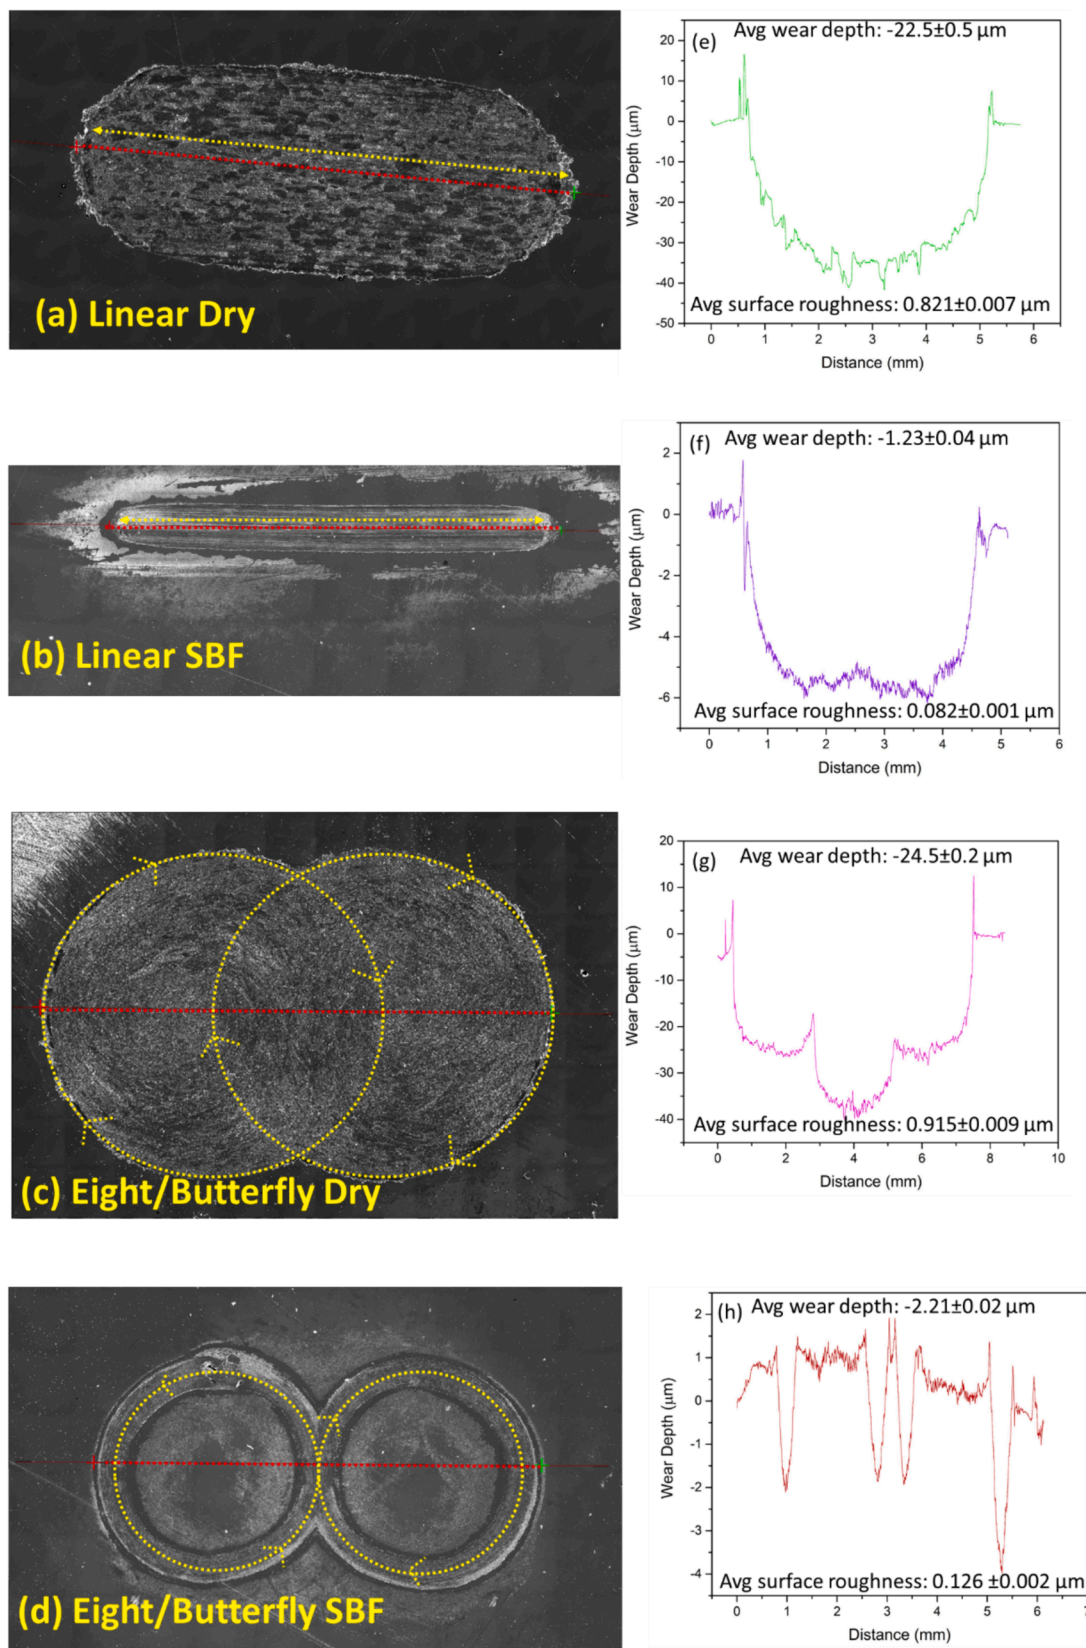 (a) Linear Dry
(e)
Avg wear depth: -22.5±0.5 µm
20
10
0
-10
-20
-30
-40
-50
Wear Depth (µm)
Avg surface roughness: 0.821±0.007 µm
0 1 2 3 4 5 6
Distance (mm)
(b) Linear SBF
(f)
Avg wear depth: -1.23±0.04 µm
2
0
-2
-4
-6
Wear Depth (µm)
Avg surface roughness: 0.082±0.001 µm
0 1 2 3 4 5 6
Distance (mm)
(c) Eight/Butterfly Dry
(g)
Avg wear depth: -24.5±0.2 µm
20
10
0
-10
-20
-30
-40
Wear Depth (µm)
Avg surface roughness: 0.915±0.009 µm
0 2 4 6 8 10
Distance (mm)
(d) Eight/Butterfly SBF
(h)
Avg wear depth: -2.21±0.02 µm
2
1
0
-1
-2
-3
-4
Wear Depth (µm)
Avg surface roughness: 0.126 ±0.002 µm
0 1 2 3 4 5 6 7
Distance (mm)